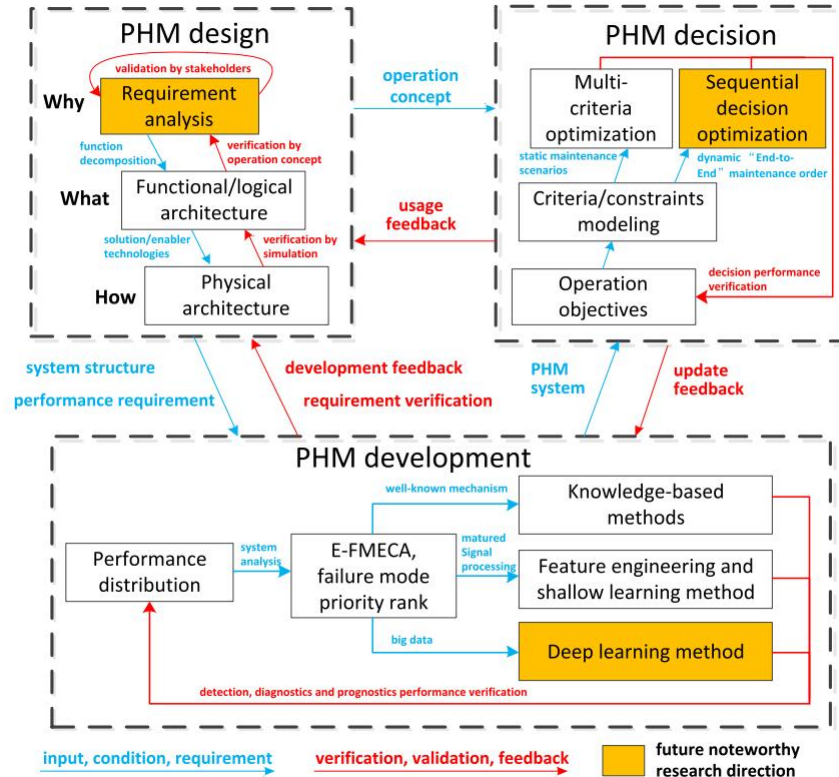 PHM design
validation by stakeholders
Why
Requirement
analysis
function
decomposition
verification by
operation concept
What
Functional/logical
architecture
solution/enabler
technologies
verification by
simulation
How
Physical
architecture
operation
concept
usage
feedback
PHM decision
Multi-
criteria
optimization
Sequential
decision
optimization
static maintenance
scenarios
dynamic “End-to-
End” maintenance order
Criteria/constraints
modeling
decision performance
verification
Operation
objectives
system structure
performance requirement
development feedback
requirement verification
PHM
system
update
feedback
PHM development
Performance
distribution
system
analysis
E-FMECA,
failure mode
priority rank
well-known mechanism
Knowledge-based
methods
matured
Signal
processing
Feature engineering and
shallow learning method
big data
Deep learning method
detection, diagnostics and prognostics performance verification
input, condition, requirement
verification, validation, feedback
future noteworthy
research direction